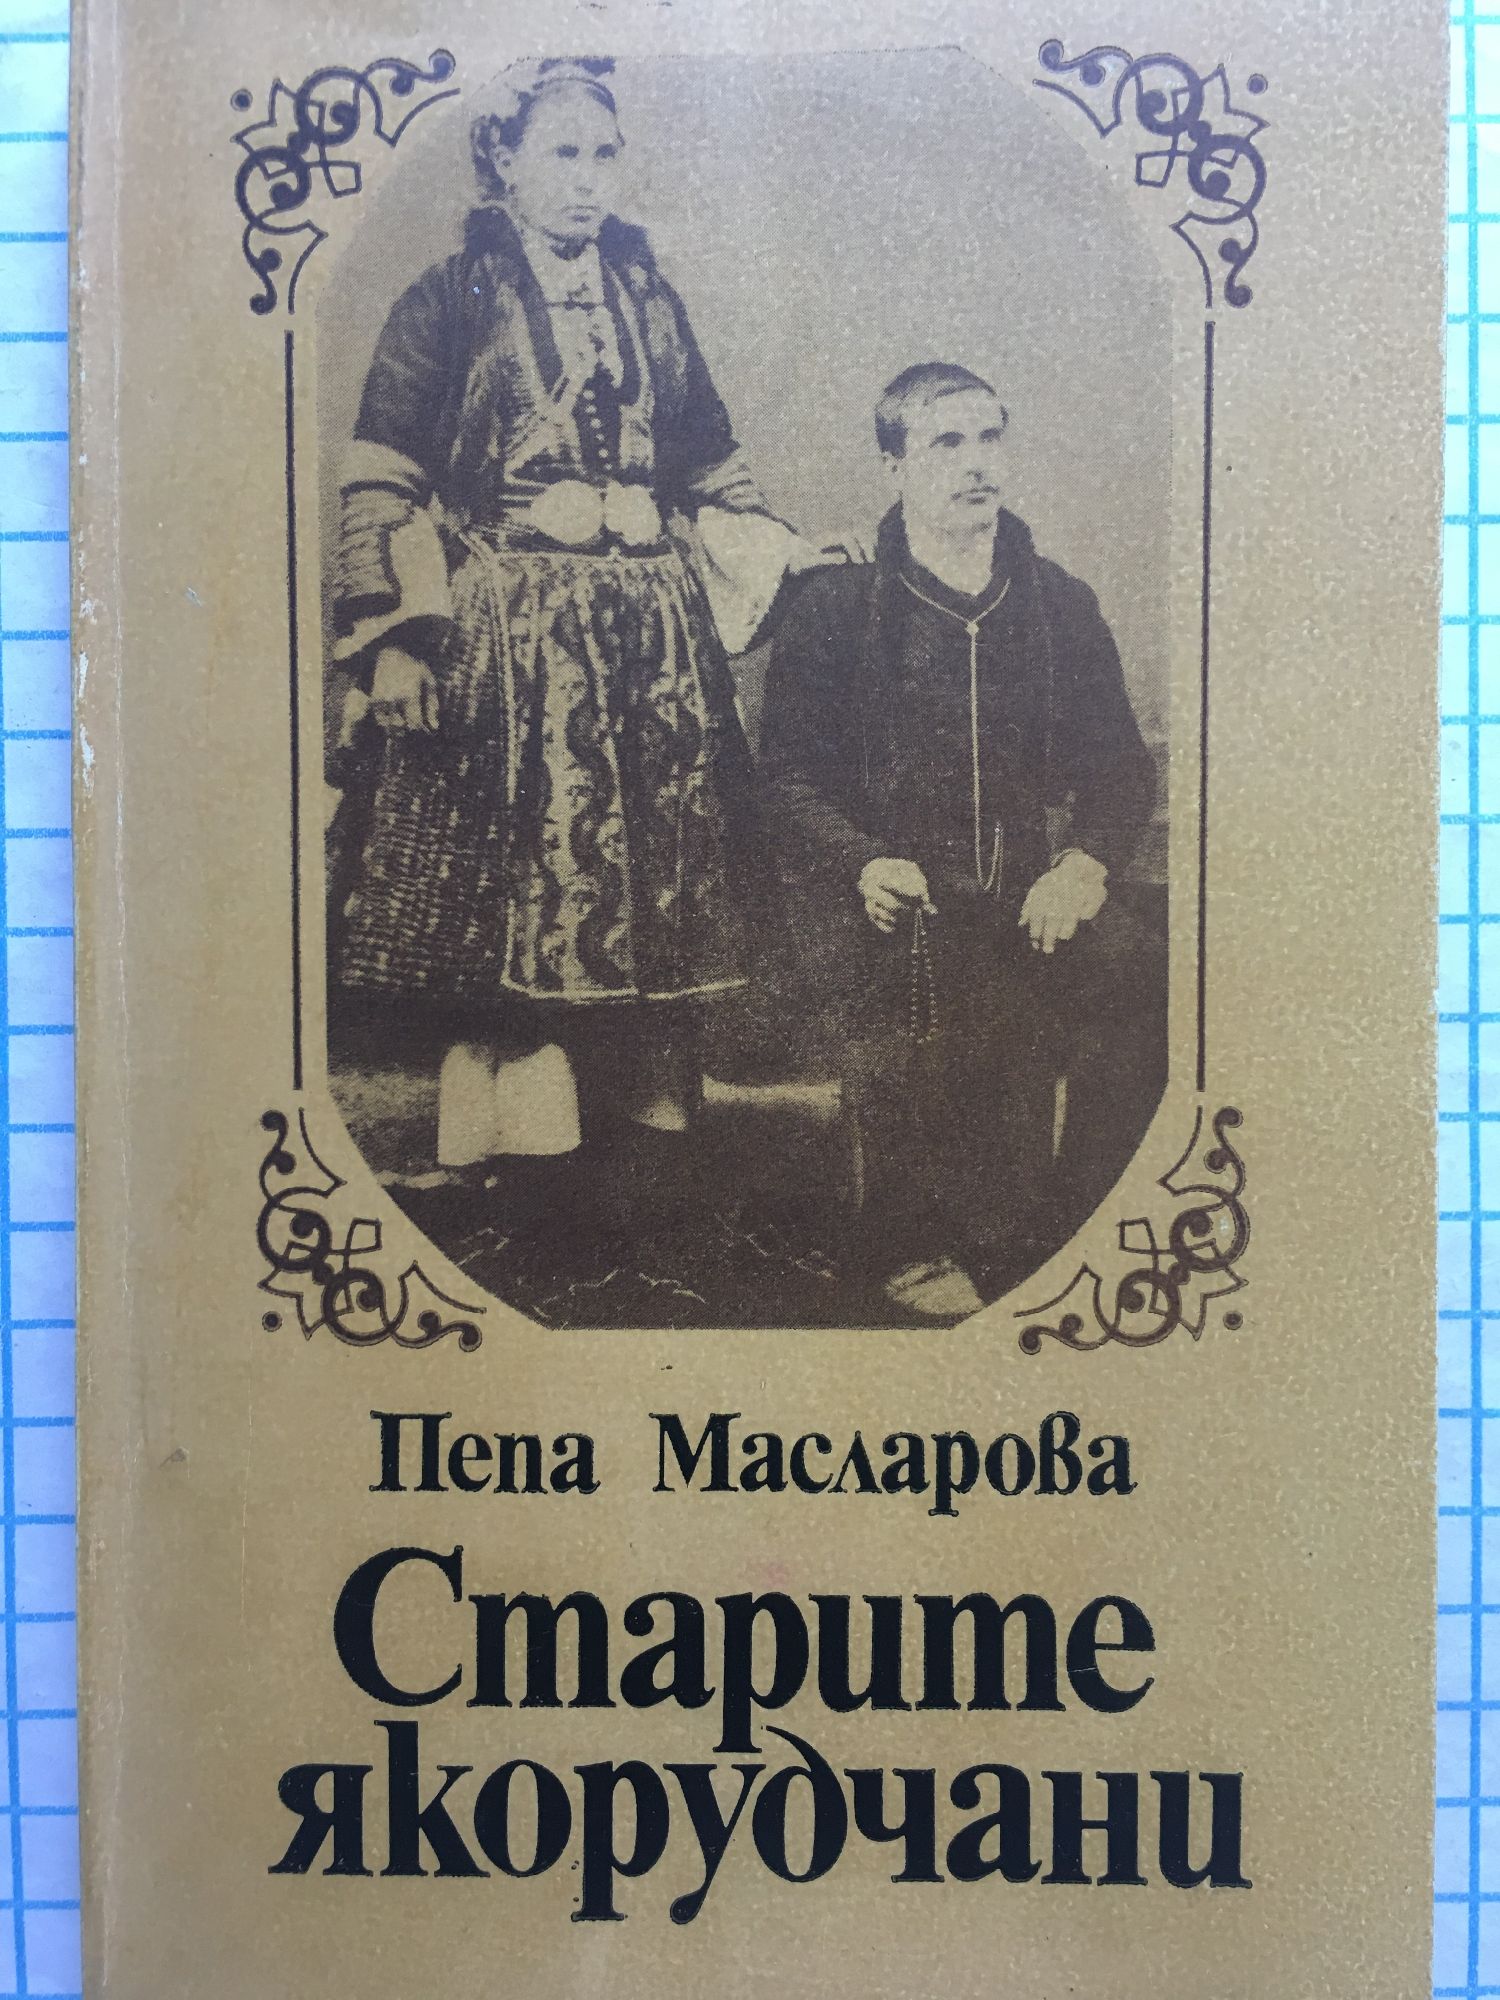 Пепа Масларова
Старите
якорудчани